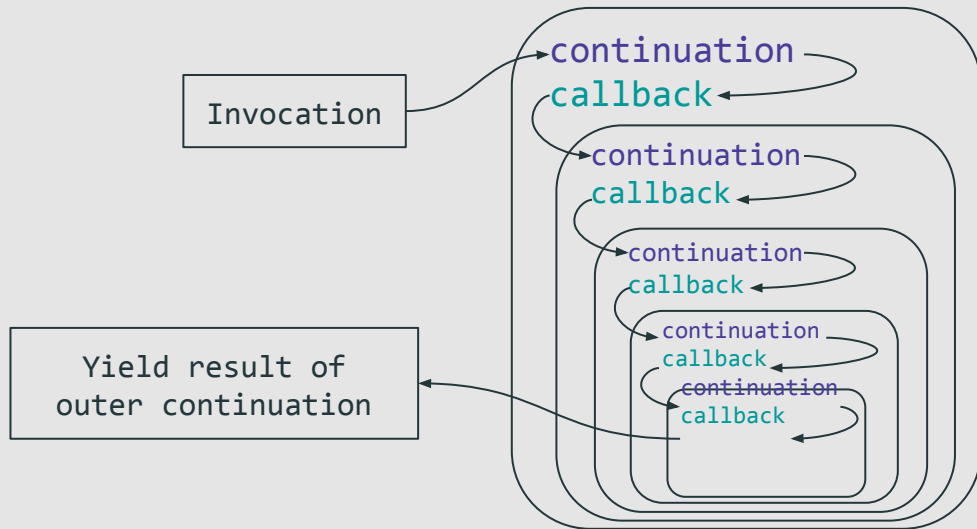 continuation
Invocation
callback
continuation
callback
continuation
callback
continuation
callback
continuation
callback
Yield result of
outer continuation